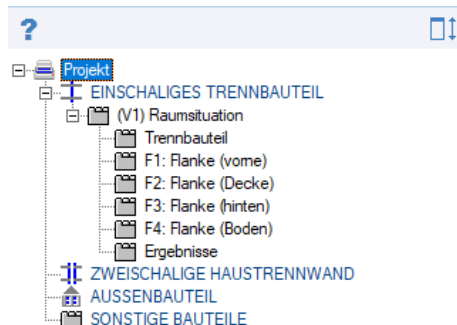 ?
Projekt
EINSCHALIGES TRENNBAUTEIL
(V1) Raumsituation
Trennbauteil
F1: Flanke (vorne)
F2: Flanke (Decke)
F3: Flanke (hinten)
F4: Flanke (Boden)
Ergebnisse
ZWEISCHALIGE HAUSTRENNWAND
AUSSENBAUTEIL
SONSTIGE BAUTEILE